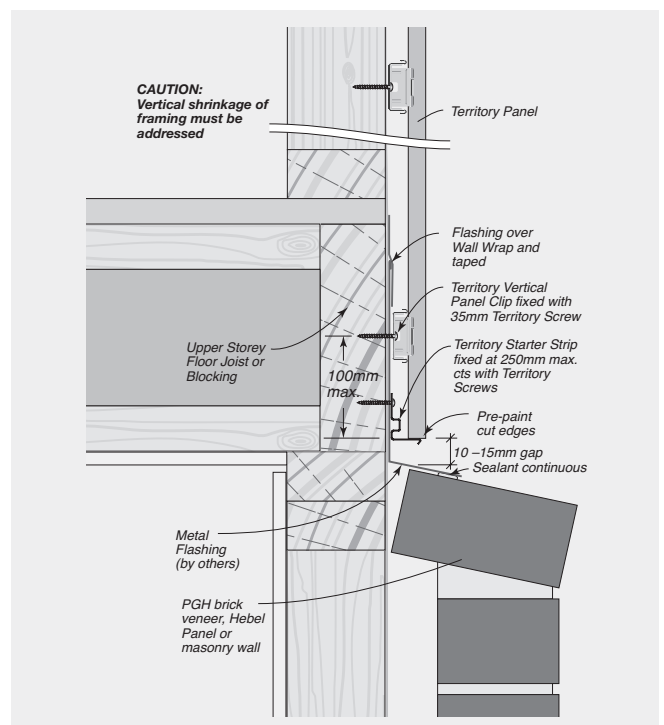 CAUTION:
Vertical shrinkage of
framing must be
addressed
Territory Panel
Flashing over
Wall Wrap and
taped
Territory Vertical
Panel Clip fixed with
35mm Territory Screw
Upper Storey
Floor Joist or
Blocking
100mm
max.
Territory Starter Strip
fixed at 250mm max.
cts with Territory
Screws
Pre-paint
cut edges
10 –15mm gap
Sealant continuous
Metal
Flashing
(by others)
PGH brick
veneer, Hebel
Panel or
masonry wall